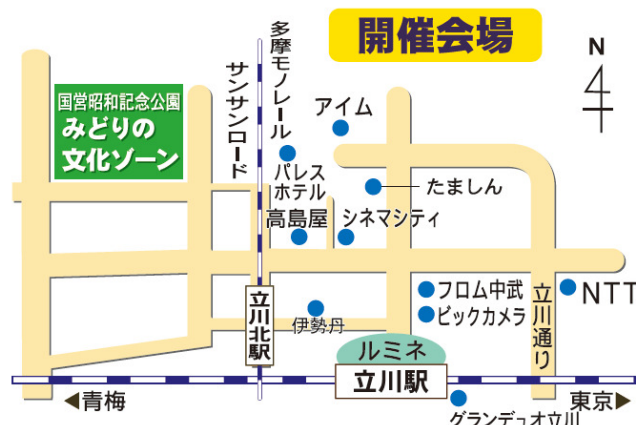 開催会場
N
多摩モノレール
サンサンロード
国営昭和記念公園
みどりの
文化ゾーン
アイム
パレス
ホテル
たましん
高島屋
シネマシティ
立川北駅
伊勢丹
フロム中武
ビックカメラ
立川通り
NTT
ルミネ
立川駅
青梅
グランデュオ立川
東京